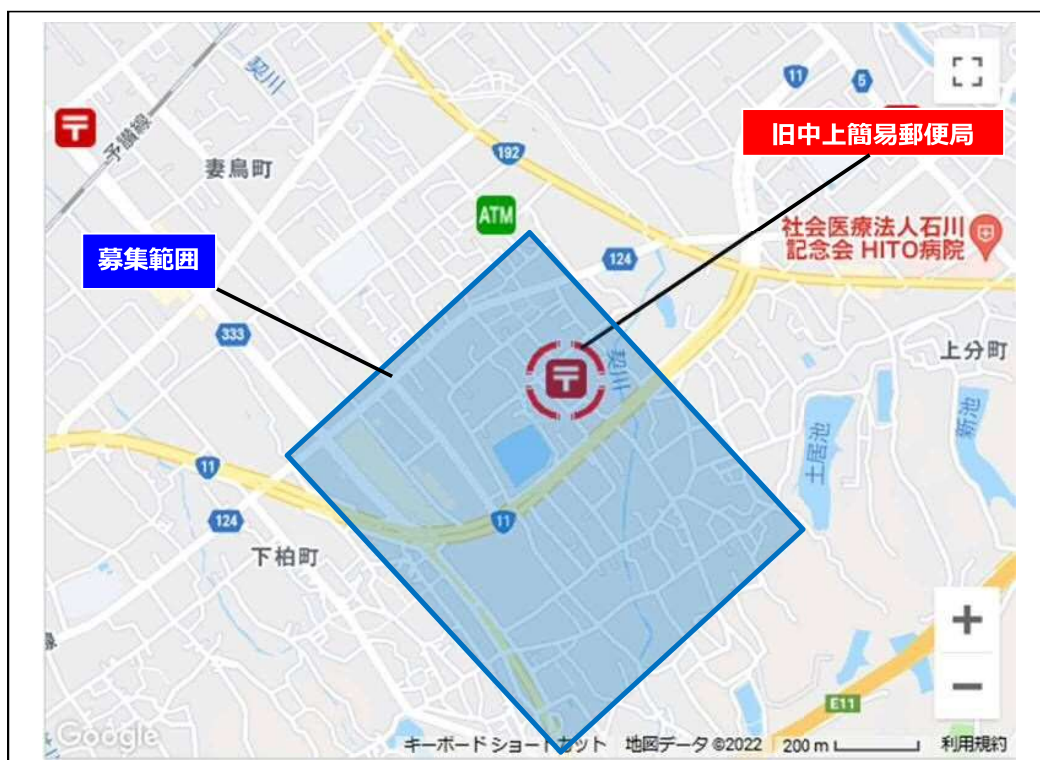 契川
11
5
予讃線
192
妻鳥町
旧中上簡易郵便局
ATM
社会医療法人石川
記念会 HITO病院
募集範囲
124
333
契川
上分町
土居池
新池
11
11
124
下柏町
E11
Google
キーボード ショートカット 地図データ ©2022 200 m 利用規約